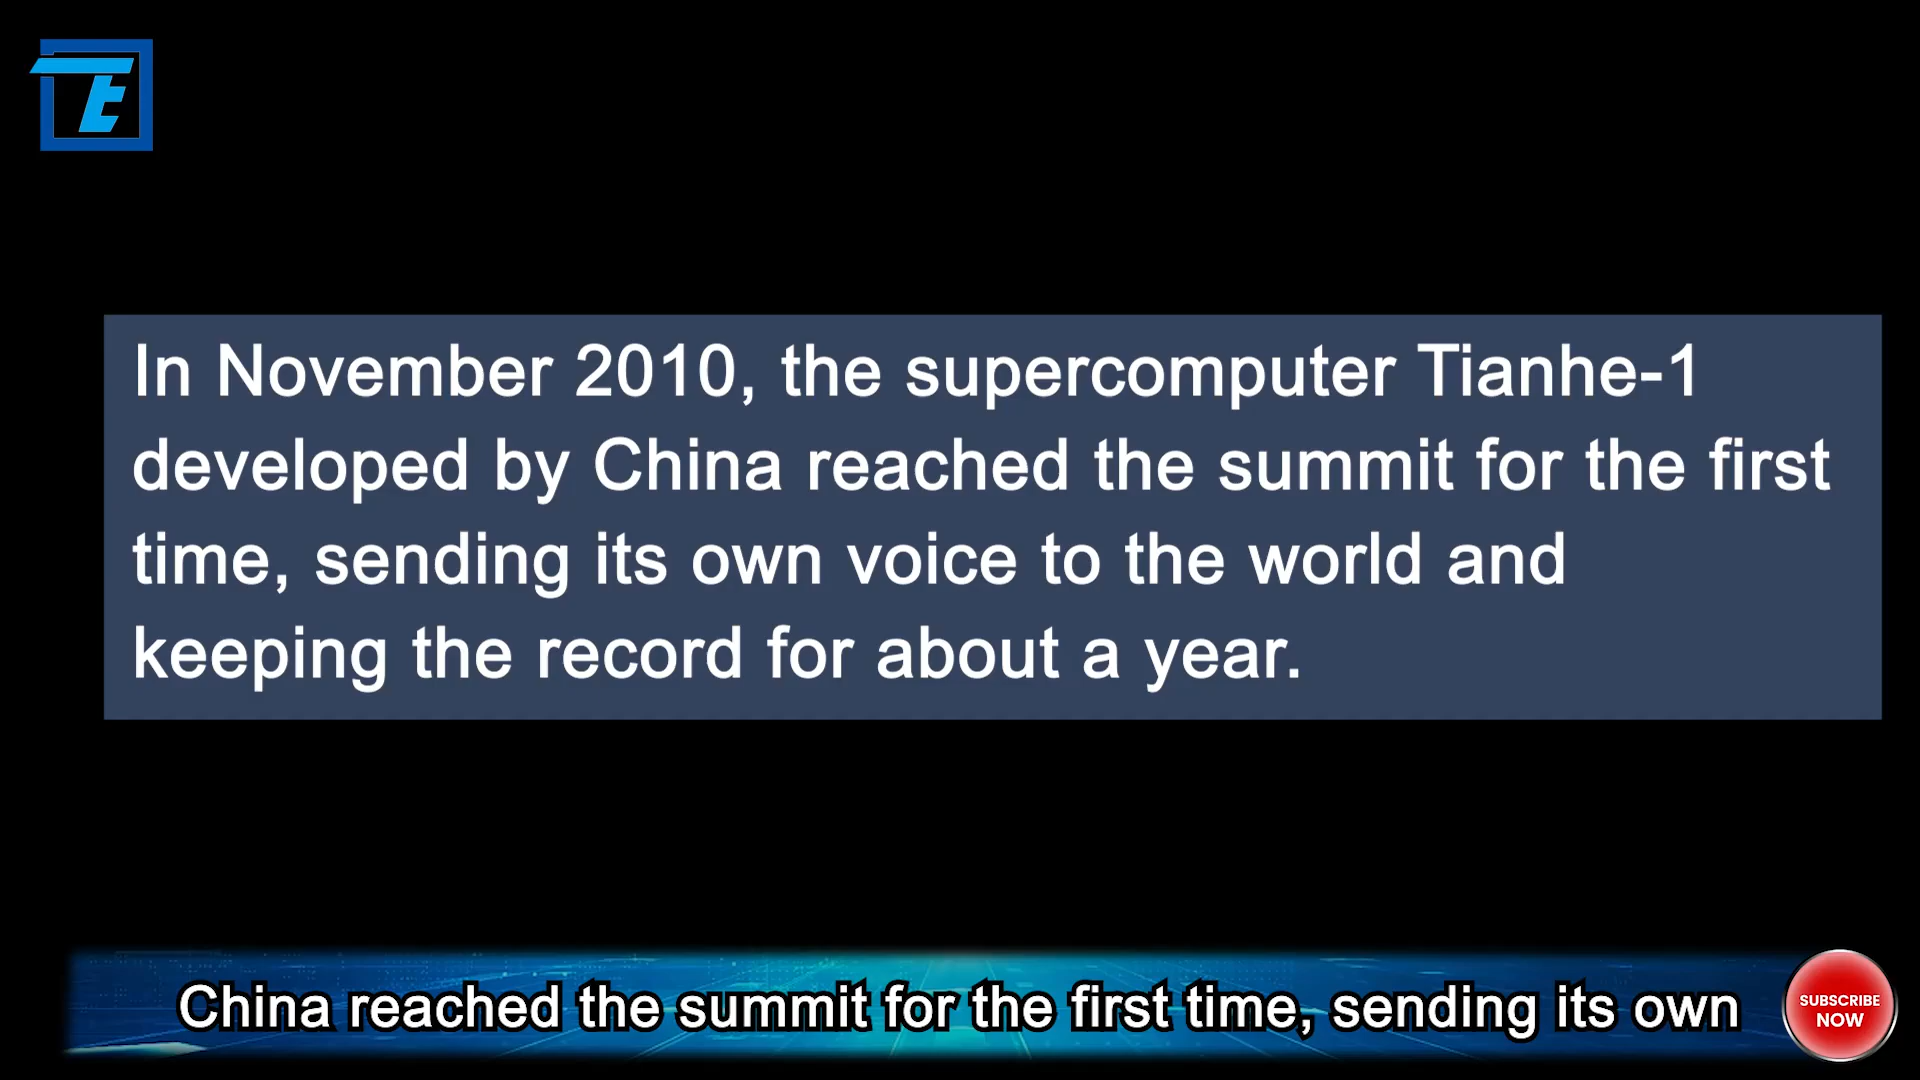 TE
In November 2010, the supercomputer Tianhe-1
developed by China reached the summit for the first
time, sending its own voice to the world and
keeping the record for about a year.
China reached the summit for the first time, sending its own
SUBSCRIBE
NOW